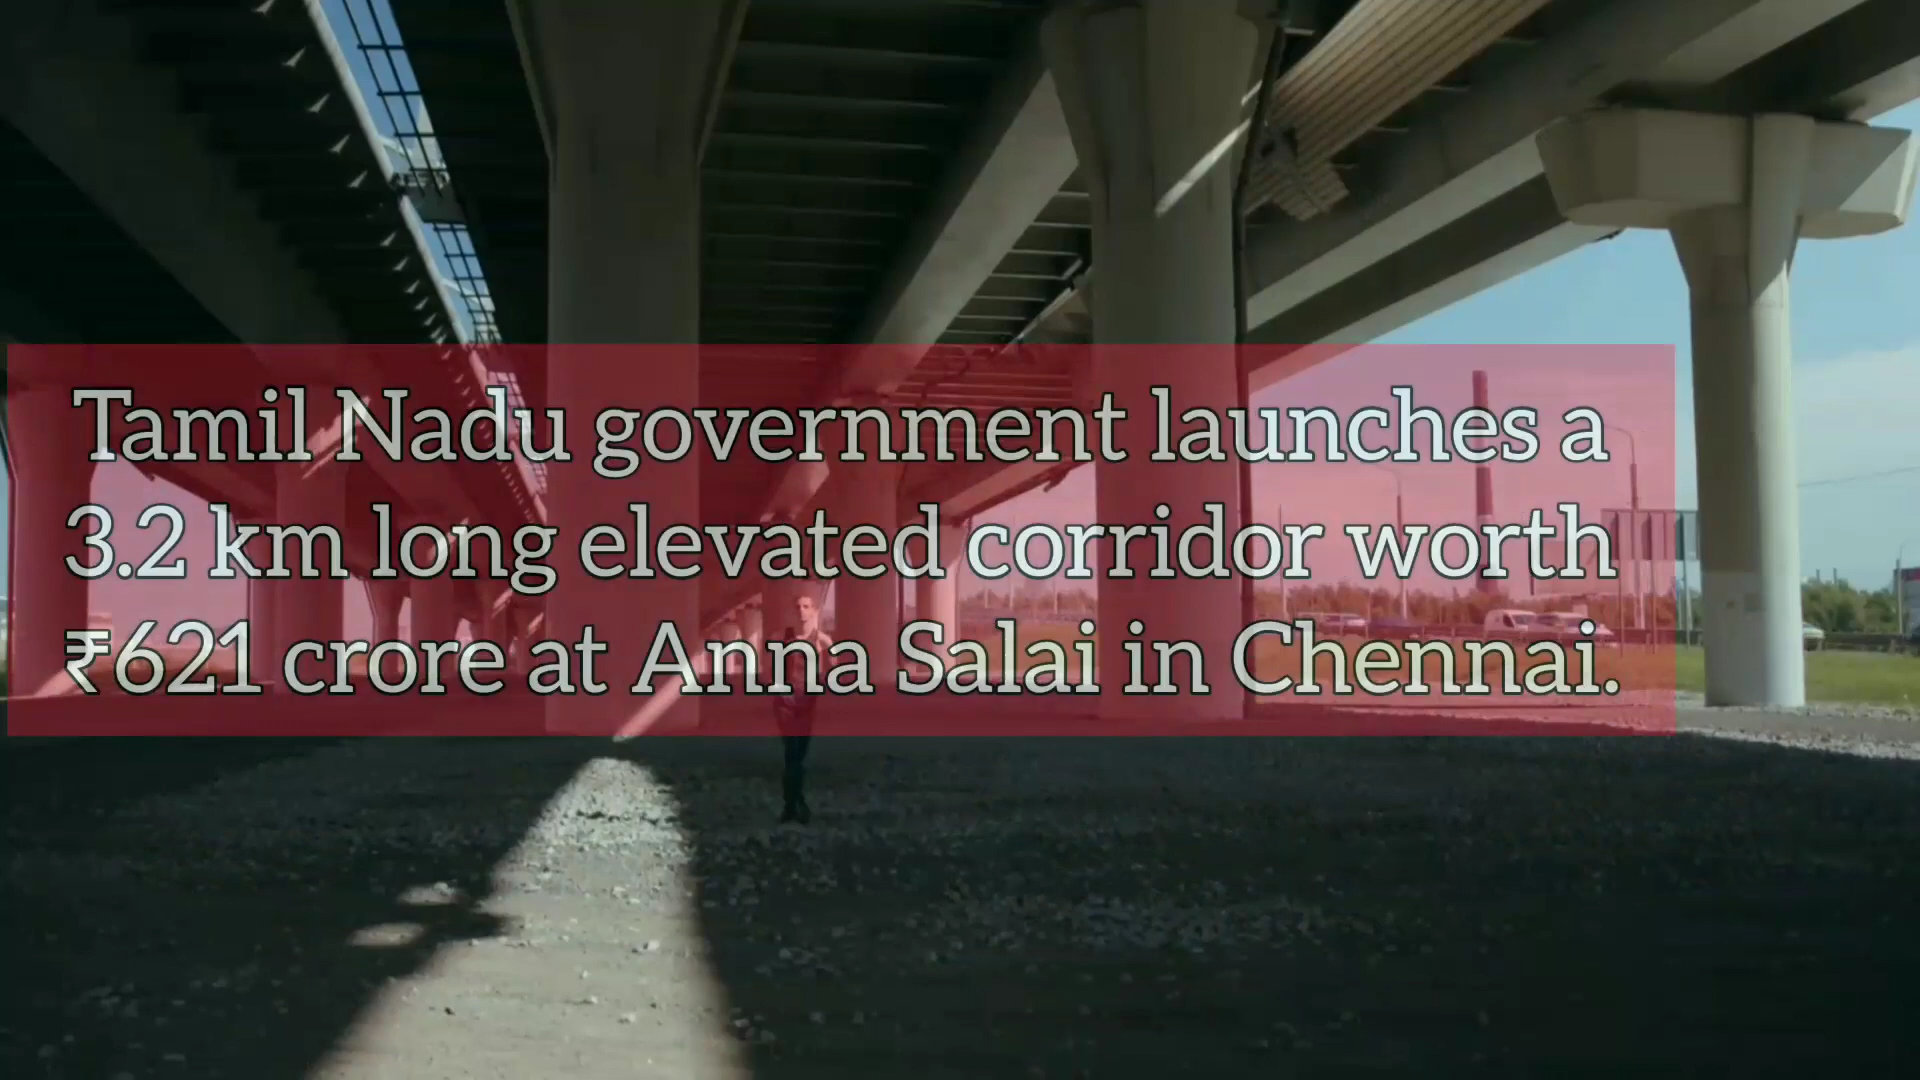 Tamil Nadu government launches a
3.2 km long elevated corridor worth
₹621 crore at Anna Salai in Chennai.